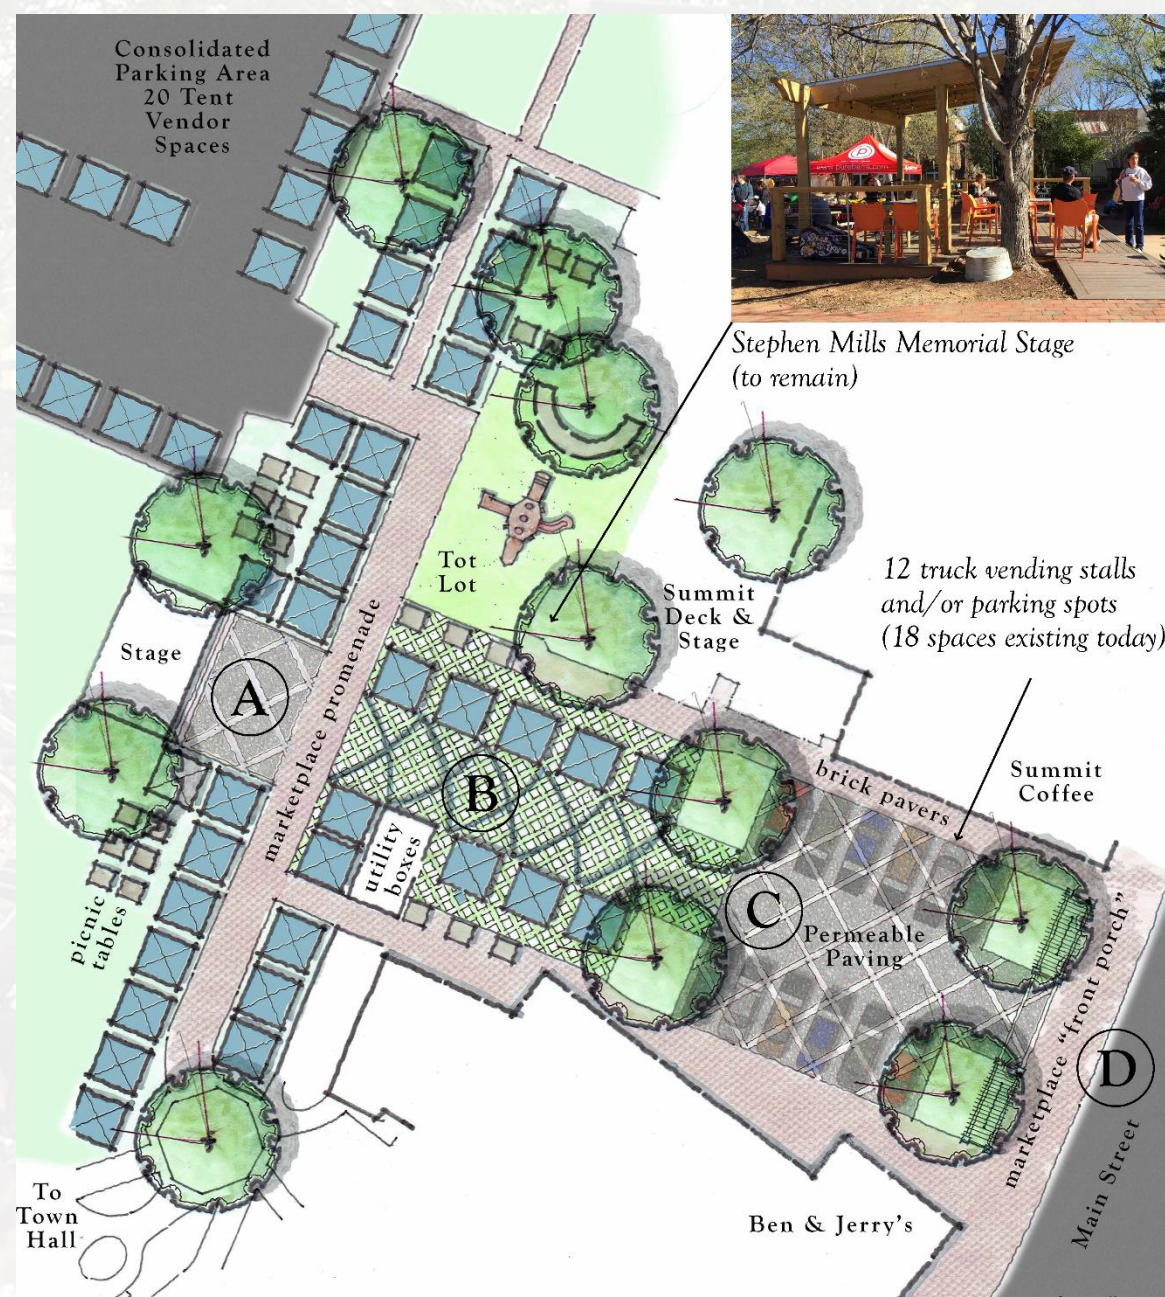 Consolidated
Parking Area
20 Tent
Vendor
Spaces
Stephen Mills Memorial Stage
(to remain)
12 truck vending stalls
and/or parking spots
(18 spaces existing today)
Tot
Lot
Summit
Deck &
Stage
Stage
A
marketplace promenade
B
utility
boxes
picnic
tables
brick pavers
Summit
Coffee
C
Permeable
Paving
marketplace "front porch"
D
Main Street
To
Town
Hall
Ben & Jerry's